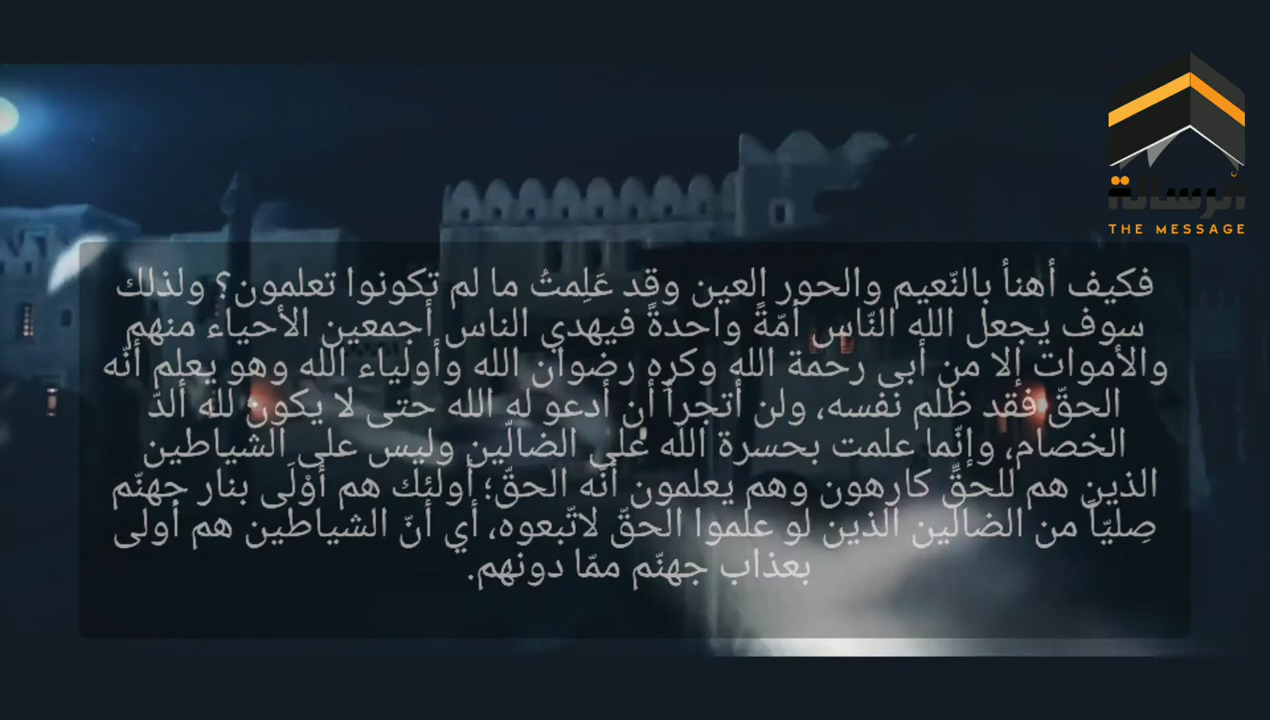 الرسالة
THE MESSAGE
فكيف أهنأ بالنّعيم والحور العين وقد عَلِمتُ ما لم تكونوا تعلمون؟ ولذلك
سوف يجعل الله النّاس أمّةً واحدةً فيهدي الناس أجمعين الأحياء منهم
والأموات إلا من أبى رحمة الله وكره رضوان الله وأولياء الله وهو يعلم أنّه
الحقّ فقد ظلم نفسه، ولن أتجرأ أن أدعو له الله حتى لا يكون لله ألدّ
الخصام، وإنّما علمت بحسرة الله على الضالّين وليس على الشياطين
الذين هم للحقِّ كارهون وهم يعلمون أنّه الحقّ؛ أولئك هم أَوْلَى بنار جهنّم
صِليّاً من الضالين الذين لو علموا الحقّ لاتّبعوه، أي أنّ الشياطين هم أولى
بعذاب جهنّم ممّا دونهم.